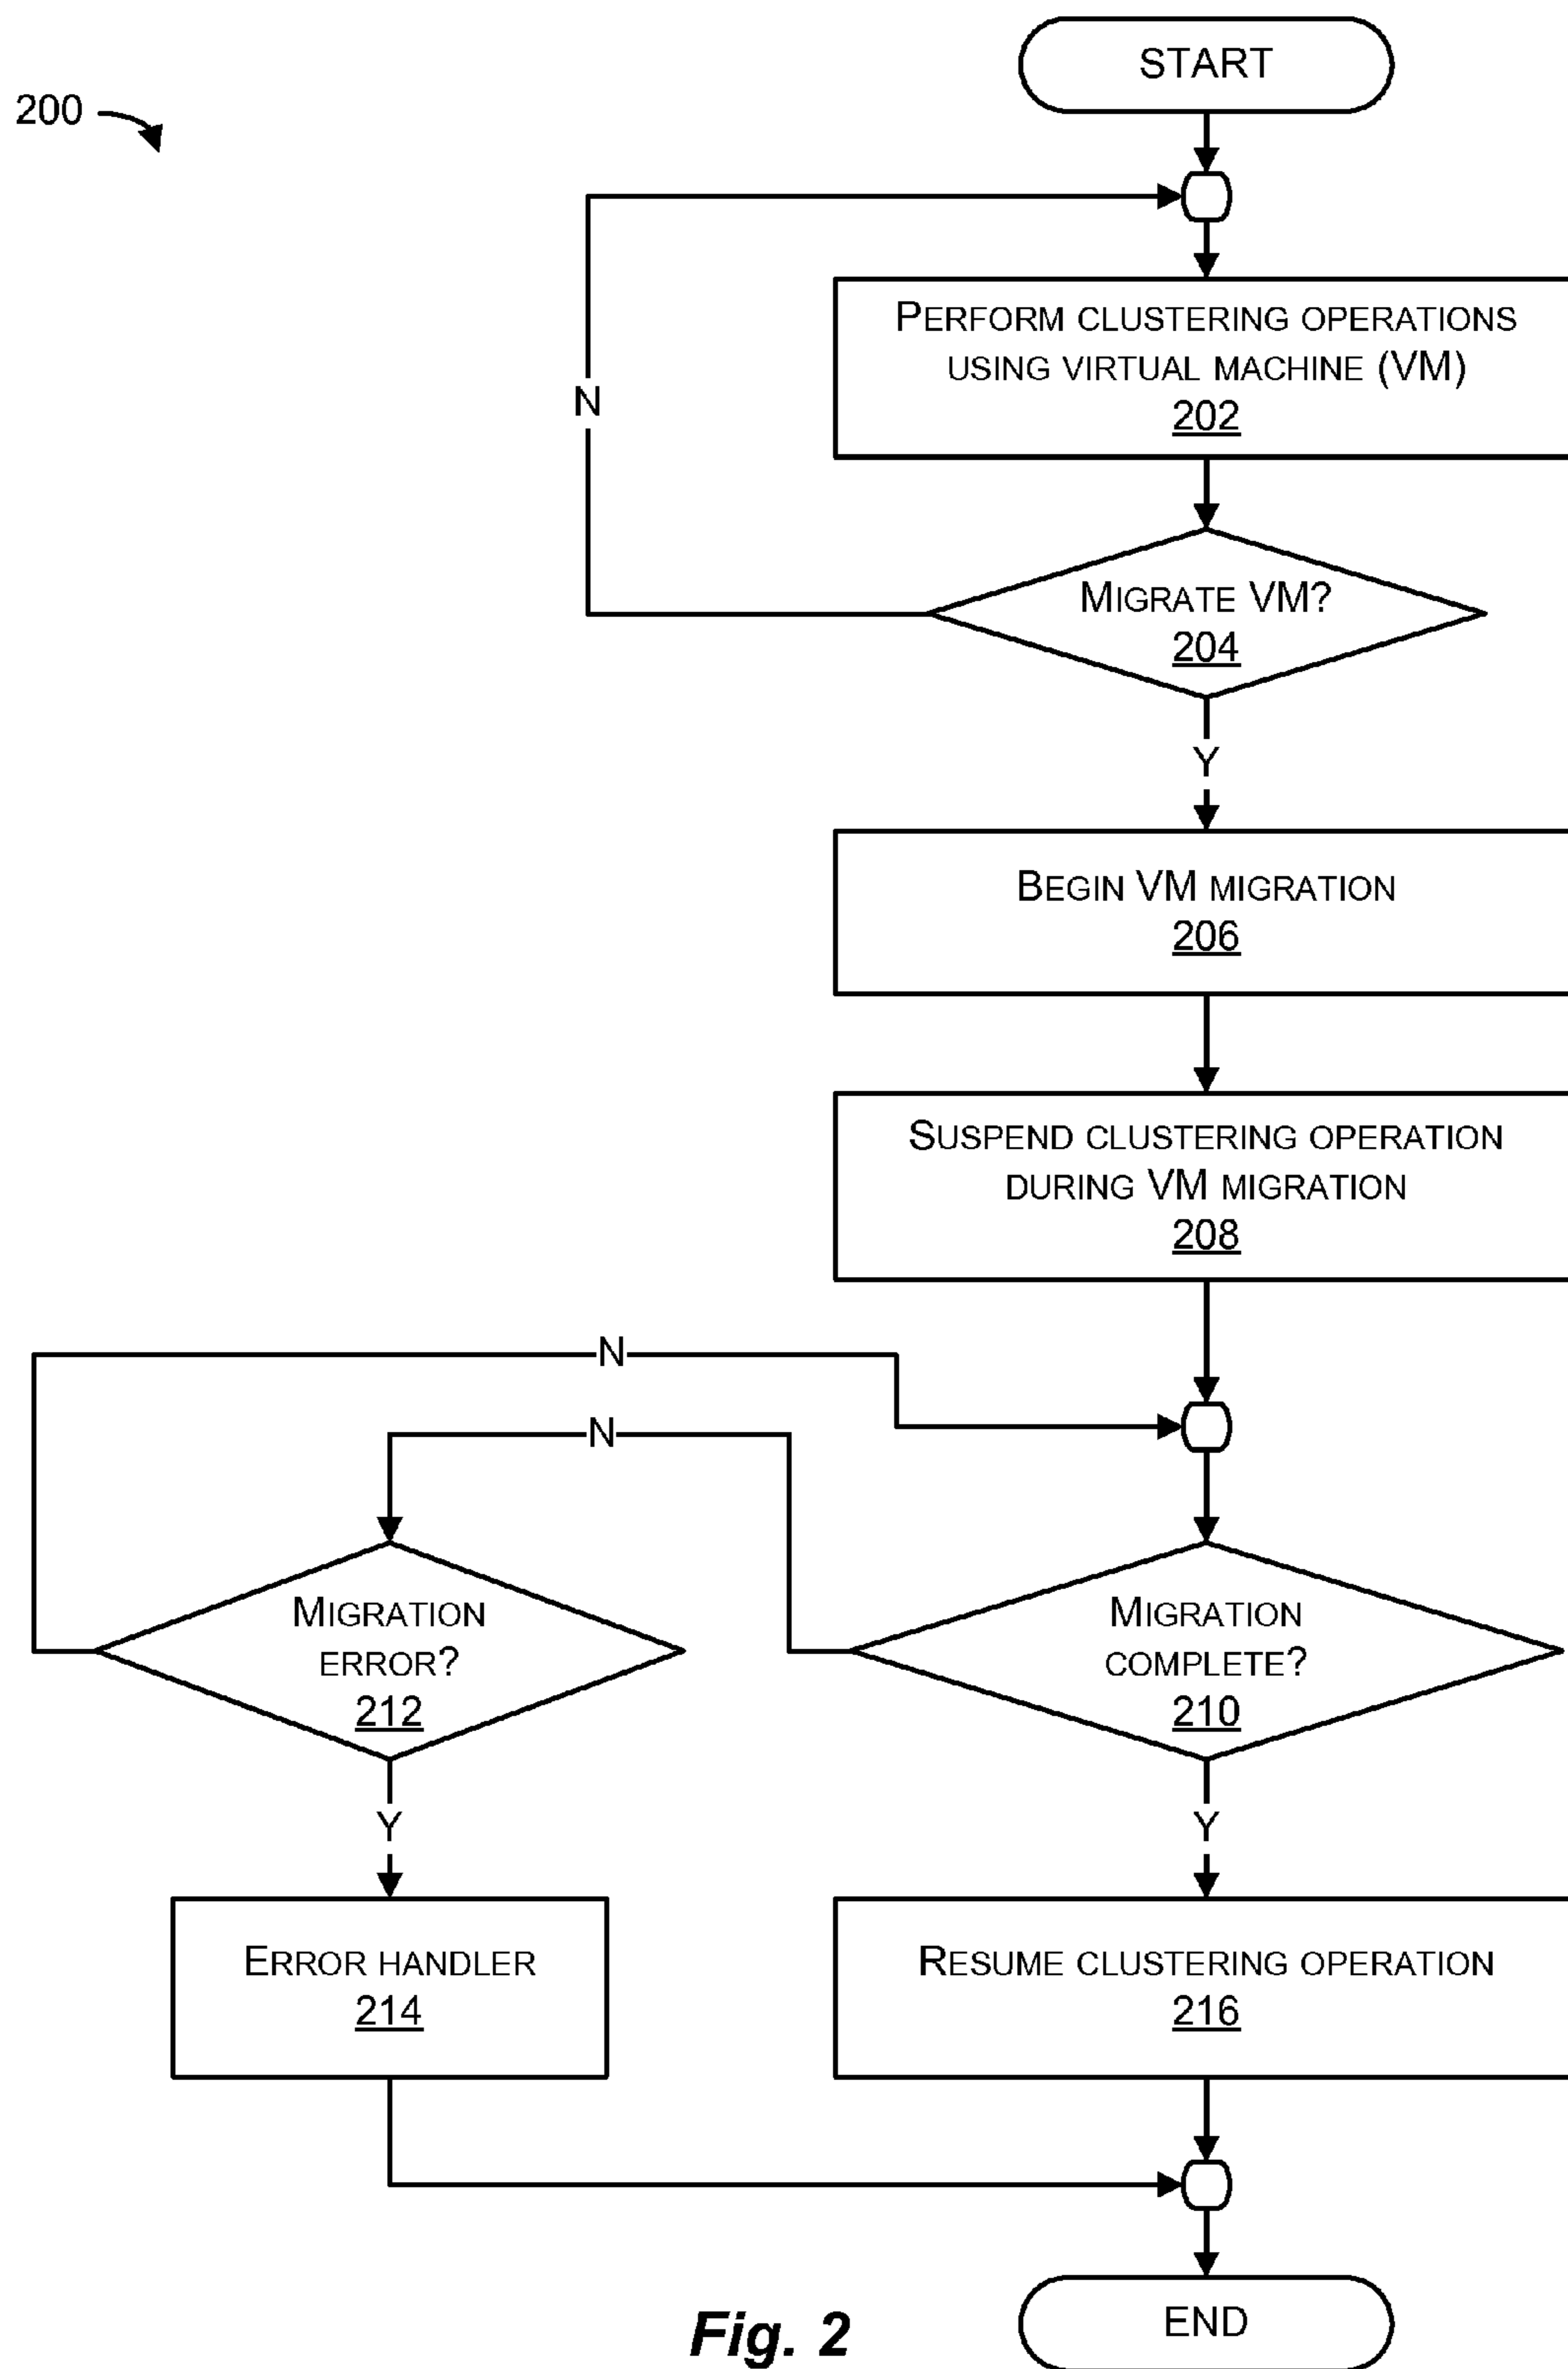 START
200
PERFORM CLUSTERING OPERATIONS
USING VIRTUAL MACHINE (VM)
202
N
MIGRATE VM?
204
Y
BEGIN VM MIGRATION
206
SUSPEND CLUSTERING OPERATION
DURING VM MIGRATION
208
N
N
MIGRATION
ERROR?
212
MIGRATION
COMPLETE?
210
Y
Y
ERROR HANDLER
214
RESUME CLUSTERING OPERATION
216
END
Fig. 2